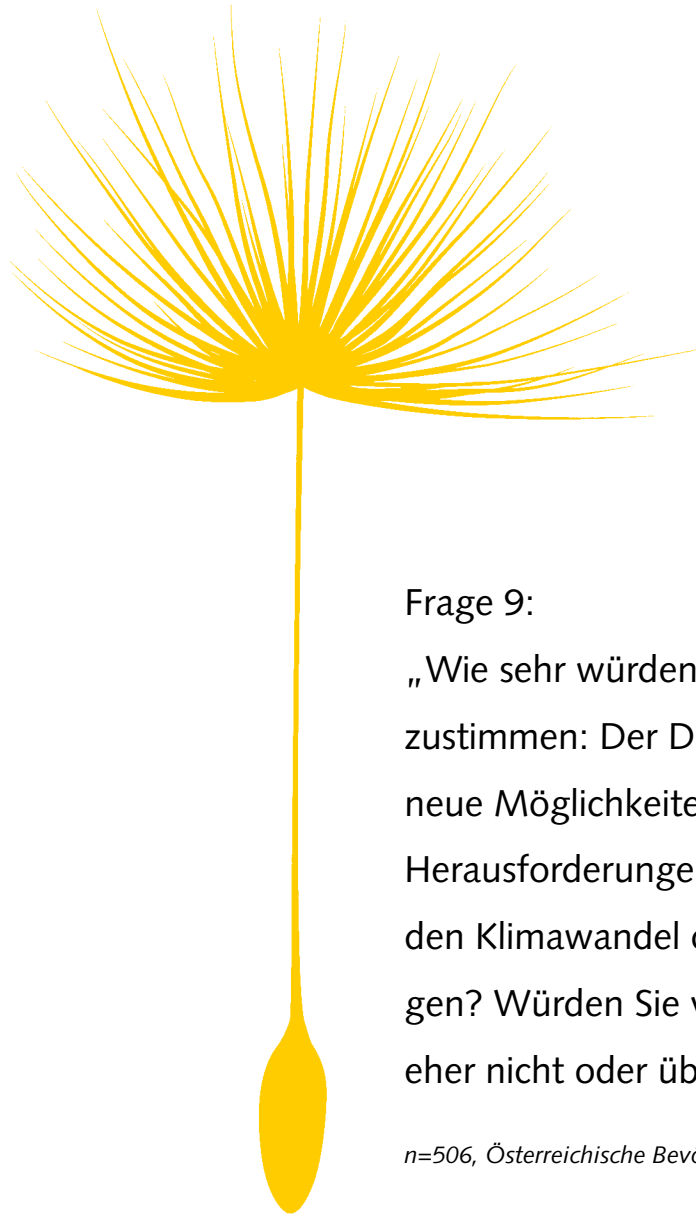 Frage 9:
„Wie sehr würden
zustimmen: Der D
neue Möglichkeite
Herausforderunge
den Klimawandel
gen? Würden Sie
eher nicht oder üb
n=506, Österreichische Bevö